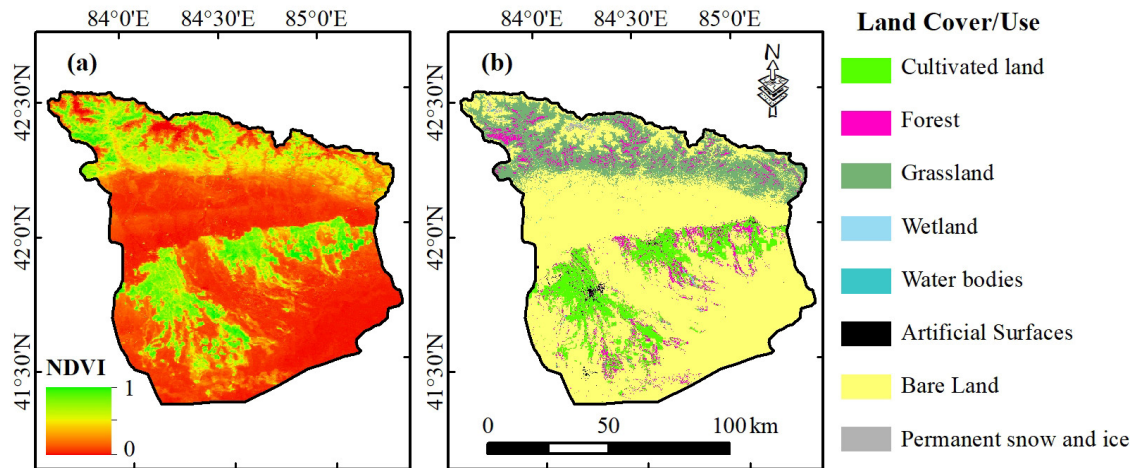 84°0'E 84°30'E 85°0'E
84°0'E 84°30'E 85°0'E
Land Cover/Use
(a)
(b)
N
42°30'N
42°0'N
41°30'N
42°30'N
42°0'N
41°30'N
NDVI
1
0
0 50 100 km
Cultivated land
Forest
Grassland
Wetland
Water bodies
Artificial Surfaces
Bare Land
Permanent snow and ice